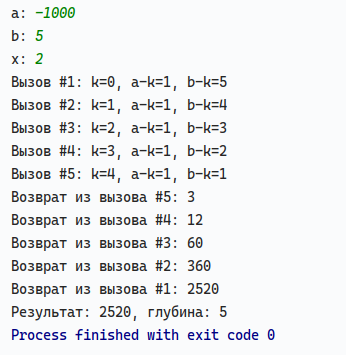 a: -1000
b: 5
x: 2
Вызов #1: k=0, a-k=1, b-k=5
Вызов #2: k=1, a-k=1, b-k=4
Вызов #3: k=2, a-k=1, b-k=3
Вызов #4: k=3, a-k=1, b-k=2
Вызов #5: k=4, a-k=1, b-k=1
Возврат из вызова #5: 3
Возврат из вызова #4: 12
Возврат из вызова #3: 60
Возврат из вызова #2: 360
Возврат из вызова #1: 2520
Результат: 2520, глубина: 5
Process finished with exit code 0